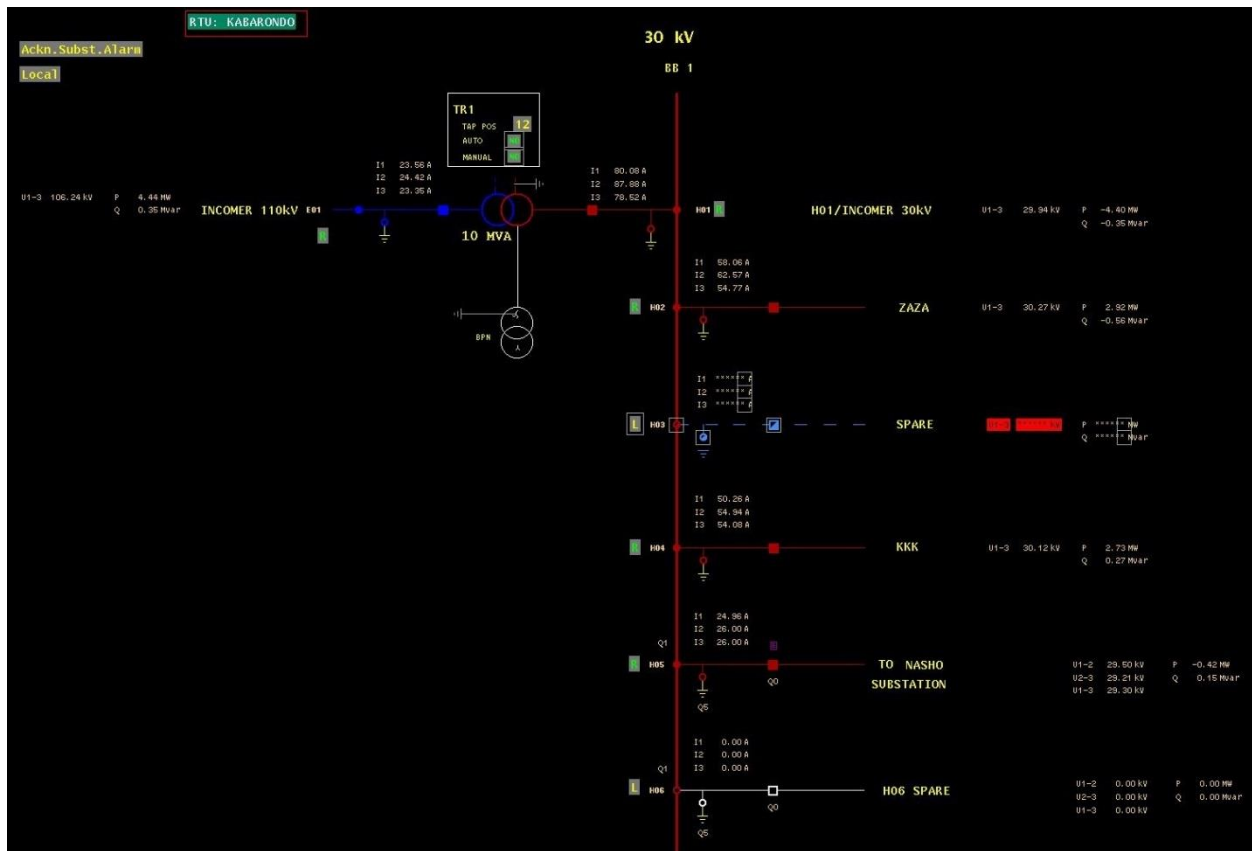 RTU: KABARONDO
30 kV
Ackn.Subst.Alarm
BB 1
Local
TR1
TAP POS 12
AUTO NO
MANUAL NO
I1 23.56 A
I2 24.42 A
I3 23.35 A
I1 80.08 A
I2 87.88 A
I3 78.52 A
U1-3 106.24 kV P 4.44 MW
Q 0.35 Mvar
INCOMER 110kV E01
R
10 MVA
H01 R
H01/INCOMER 30kV
U1-3 29.94 kV P -4.40 MW
Q -0.35 Mvar
BPN
I1 58.06 A
I2 62.57 A
I3 54.77 A
R H02
ZAZA
U1-3 30.27 kV P 2.92 MW
Q -0.56 Mvar
I1 ****** A
I2 ****** A
I3 ****** A
L H03
SPARE
U1-3 ****** kV P ****** MW
Q ****** Mvar
I1 50.26 A
I2 54.94 A
I3 54.08 A
R H04
KKK
U1-3 30.12 kV P 2.73 MW
Q 0.27 Mvar
I1 24.96 A
I2 26.00 A
I3 26.00 A
Q1
R H05
Q0
Q5
TO NASHO
SUBSTATION
U1-2 29.50 kV P -0.42 MW
U2-3 29.21 kV Q 0.15 Mvar
U1-3 29.30 kV
I1 0.00 A
I2 0.00 A
I3 0.00 A
Q1
L H06
Q0
Q5
H06 SPARE
U1-2 0.00 kV P 0.00 MW
U2-3 0.00 kV Q 0.00 Mvar
U1-3 0.00 kV